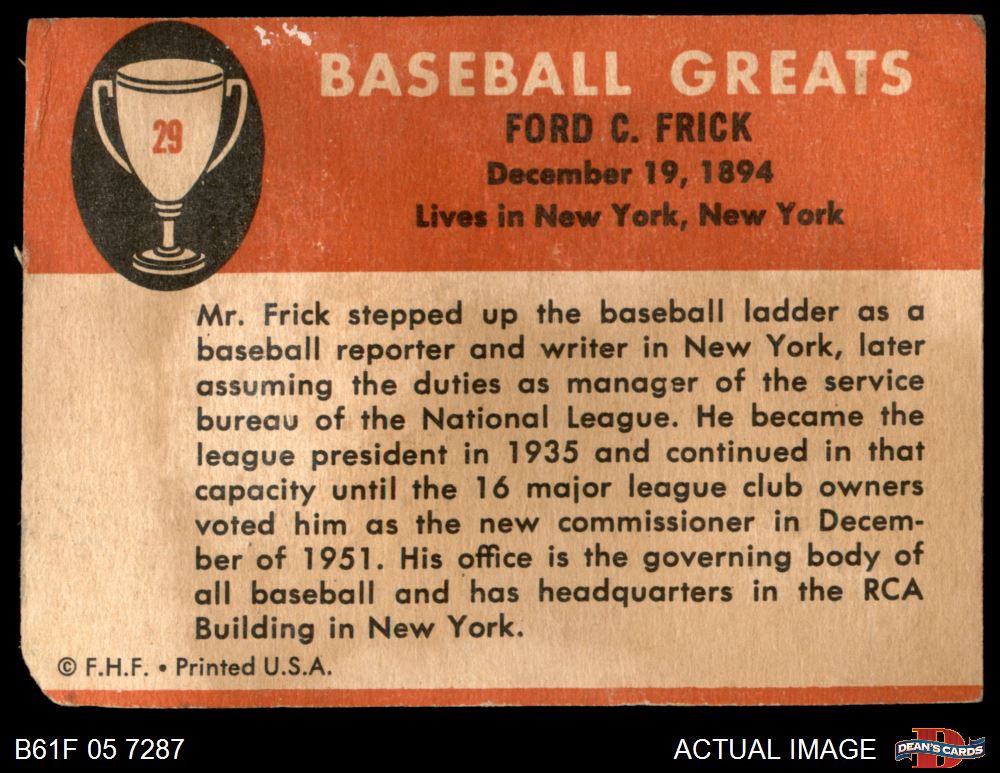 29
BASEBALL GREATS
FORD C. FRICK
December 19, 1894
Lives in New York, New York
Mr. Frick stepped up the baseball ladder as a
baseball reporter and writer in New York, later
assuming the duties as manager of the service
bureau of the National League. He became the
league president in 1935 and continued in that
capacity until the 16 major league club owners
voted him as the new commissioner in Decem-
ber of 1951. His office is the governing body of
all baseball and has headquarters in the RCA
Building in New York.
© F.H.F. • Printed U.S.A.
B61F 05 7287
ACTUAL IMAGE
D
DEAN'S CARDS